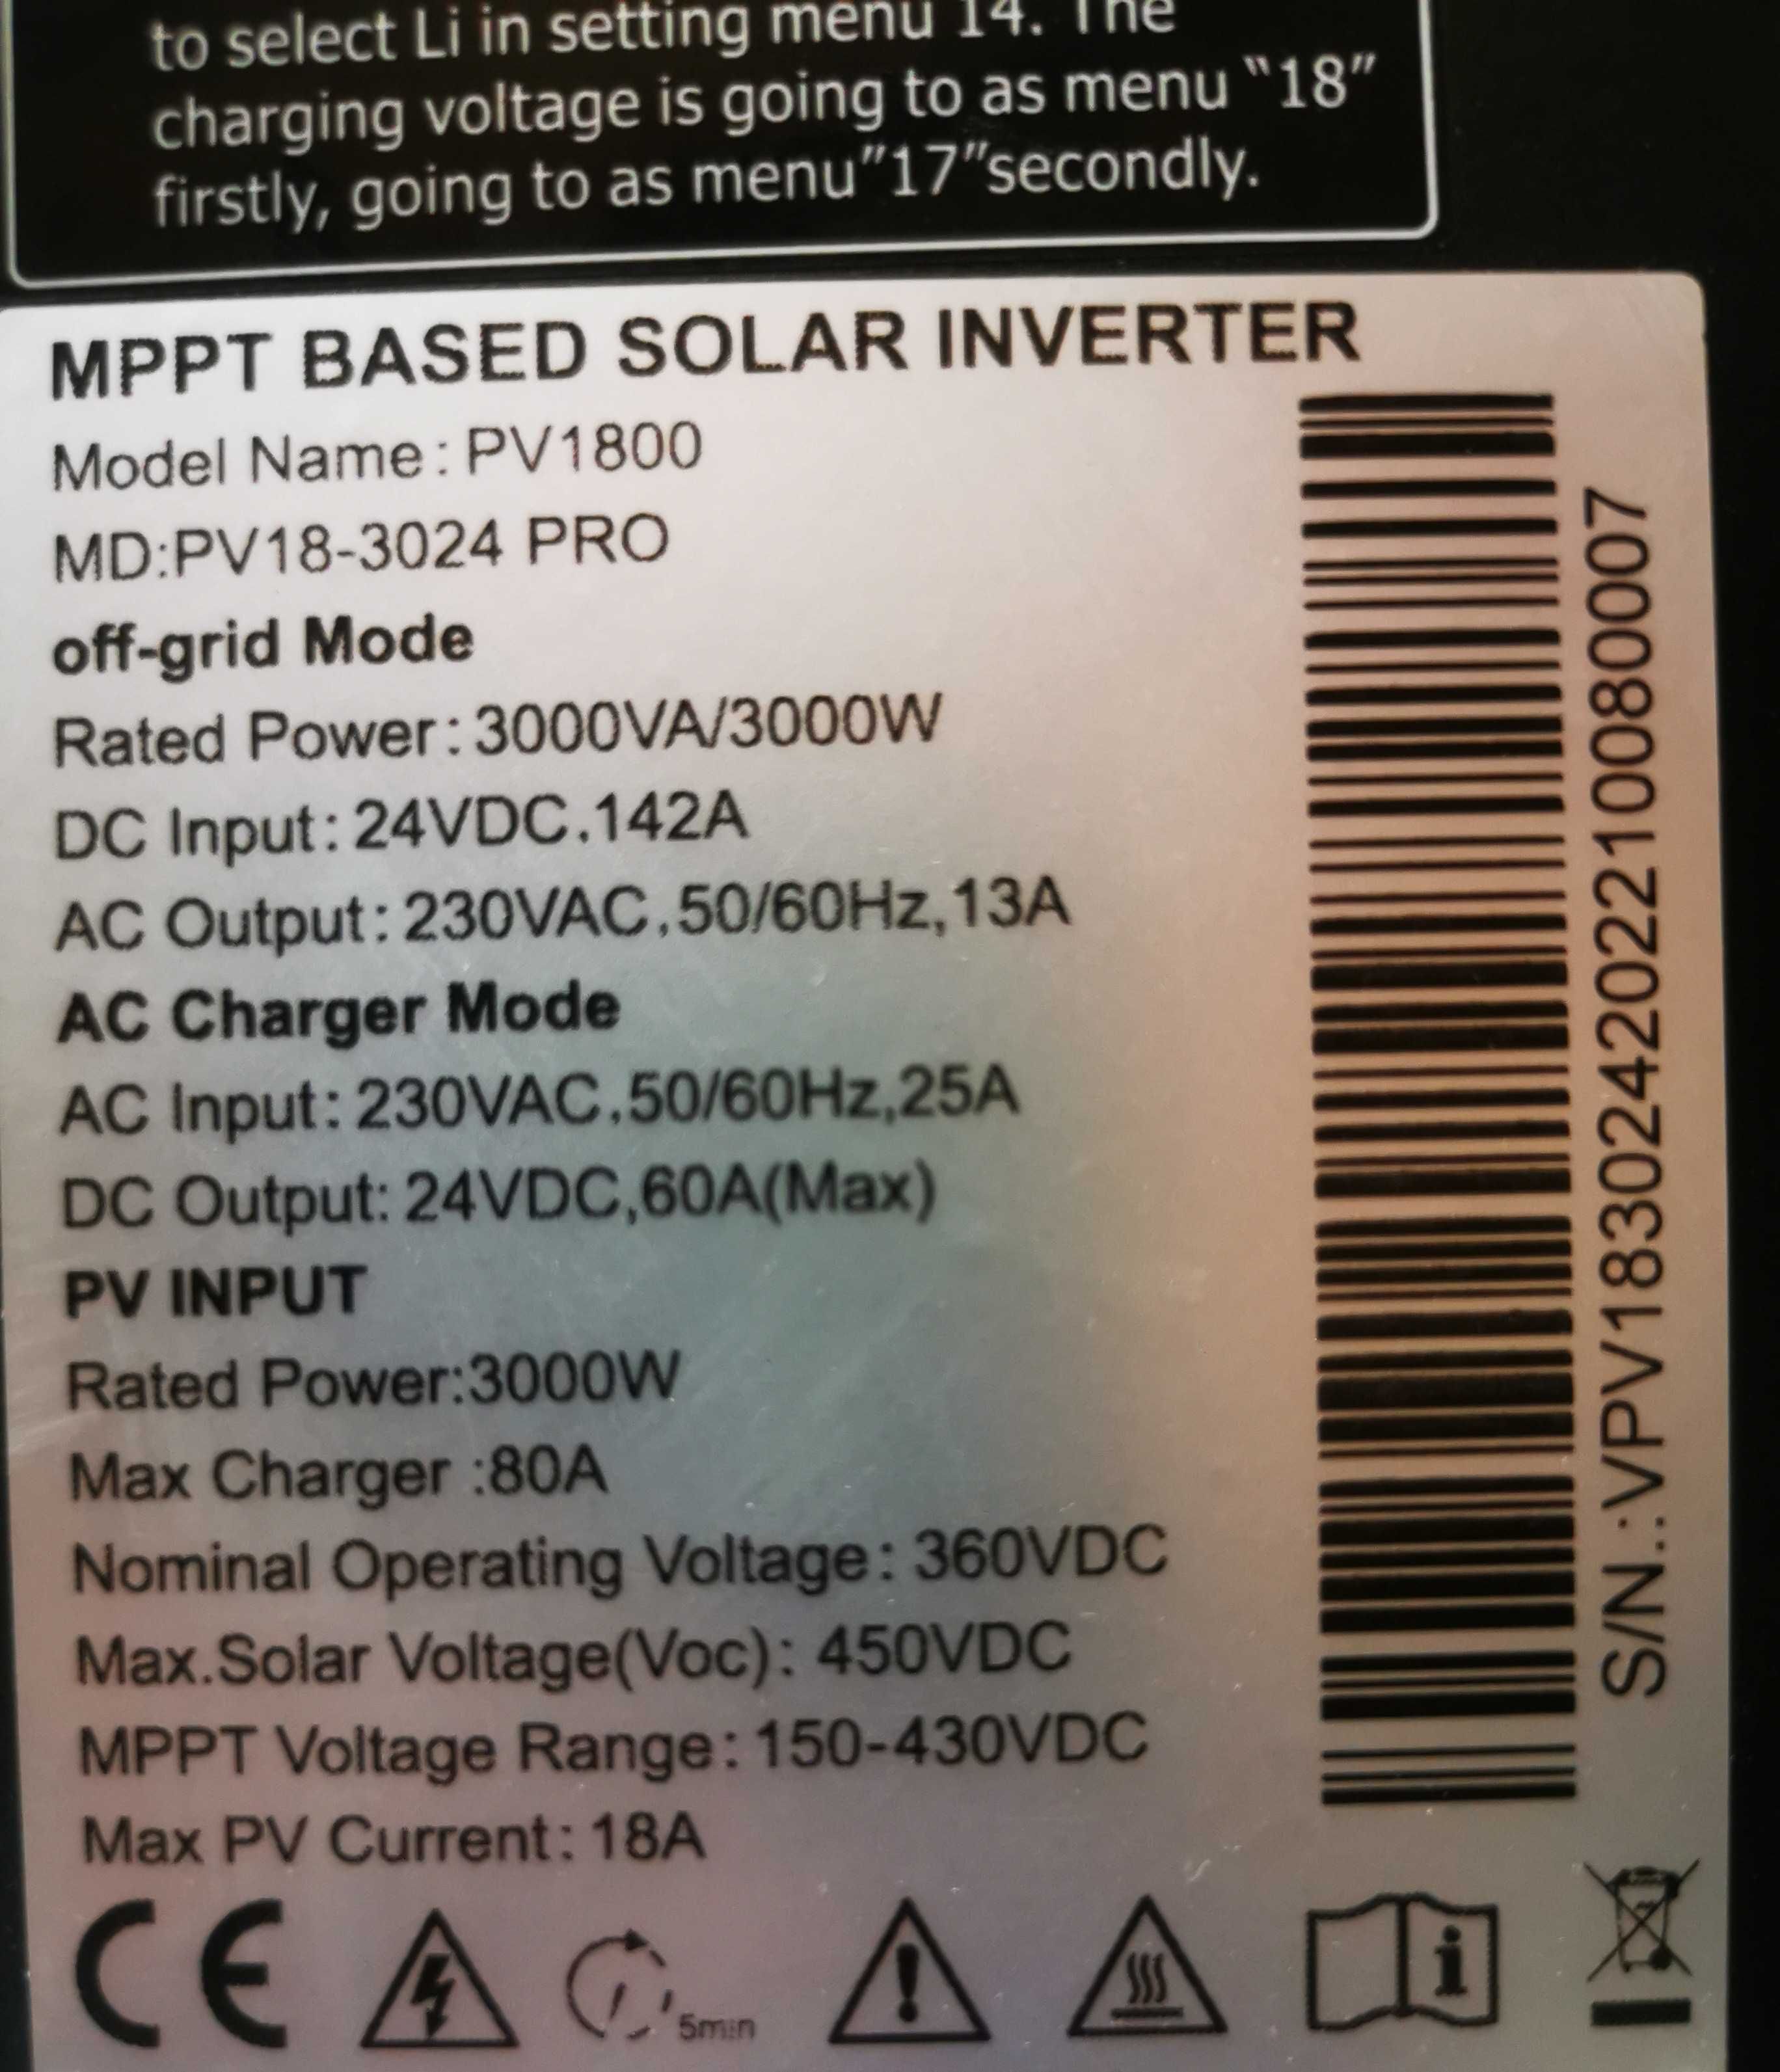 to select Li in setting menu 14. The
charging voltage is going to as menu "18"
firstly, going to as menu"17"secondly.
MPPT BASED SOLAR INVERTER
Model Name: PV1800
MD:PV18-3024 PRO
off-grid Mode
Rated Power: 3000VA/3000W
DC Input: 24VDC.142A
AC Output: 230VAC.50/60Hz,13A
AC Charger Mode
AC Input: 230VAC.50/60Hz,25A
DC Output: 24VDC,60A(Max)
PV INPUT
Rated Power:3000W
Max Charger :80A
Nominal Operating Voltage: 360VDC
Max.Solar Voltage(Voc): 450VDC
MPPT Voltage Range: 150-430VDC
Max PV Current: 18A
CE
5min
i
S/N.:VPV183024202210080007